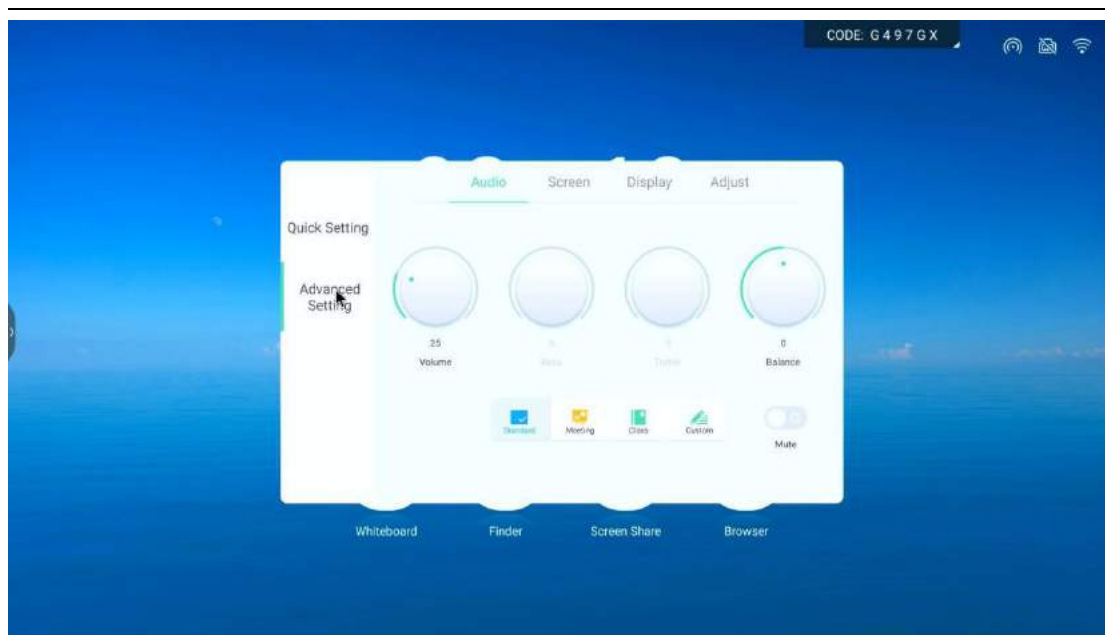 CODE: G497GX
Audio Screen Display Adjust
Quick Setting
Advanced
Setting
25 0
Volume Balance
Standard Meeting Class Custom
Mute
Whiteboard Finder Screen Share Browser